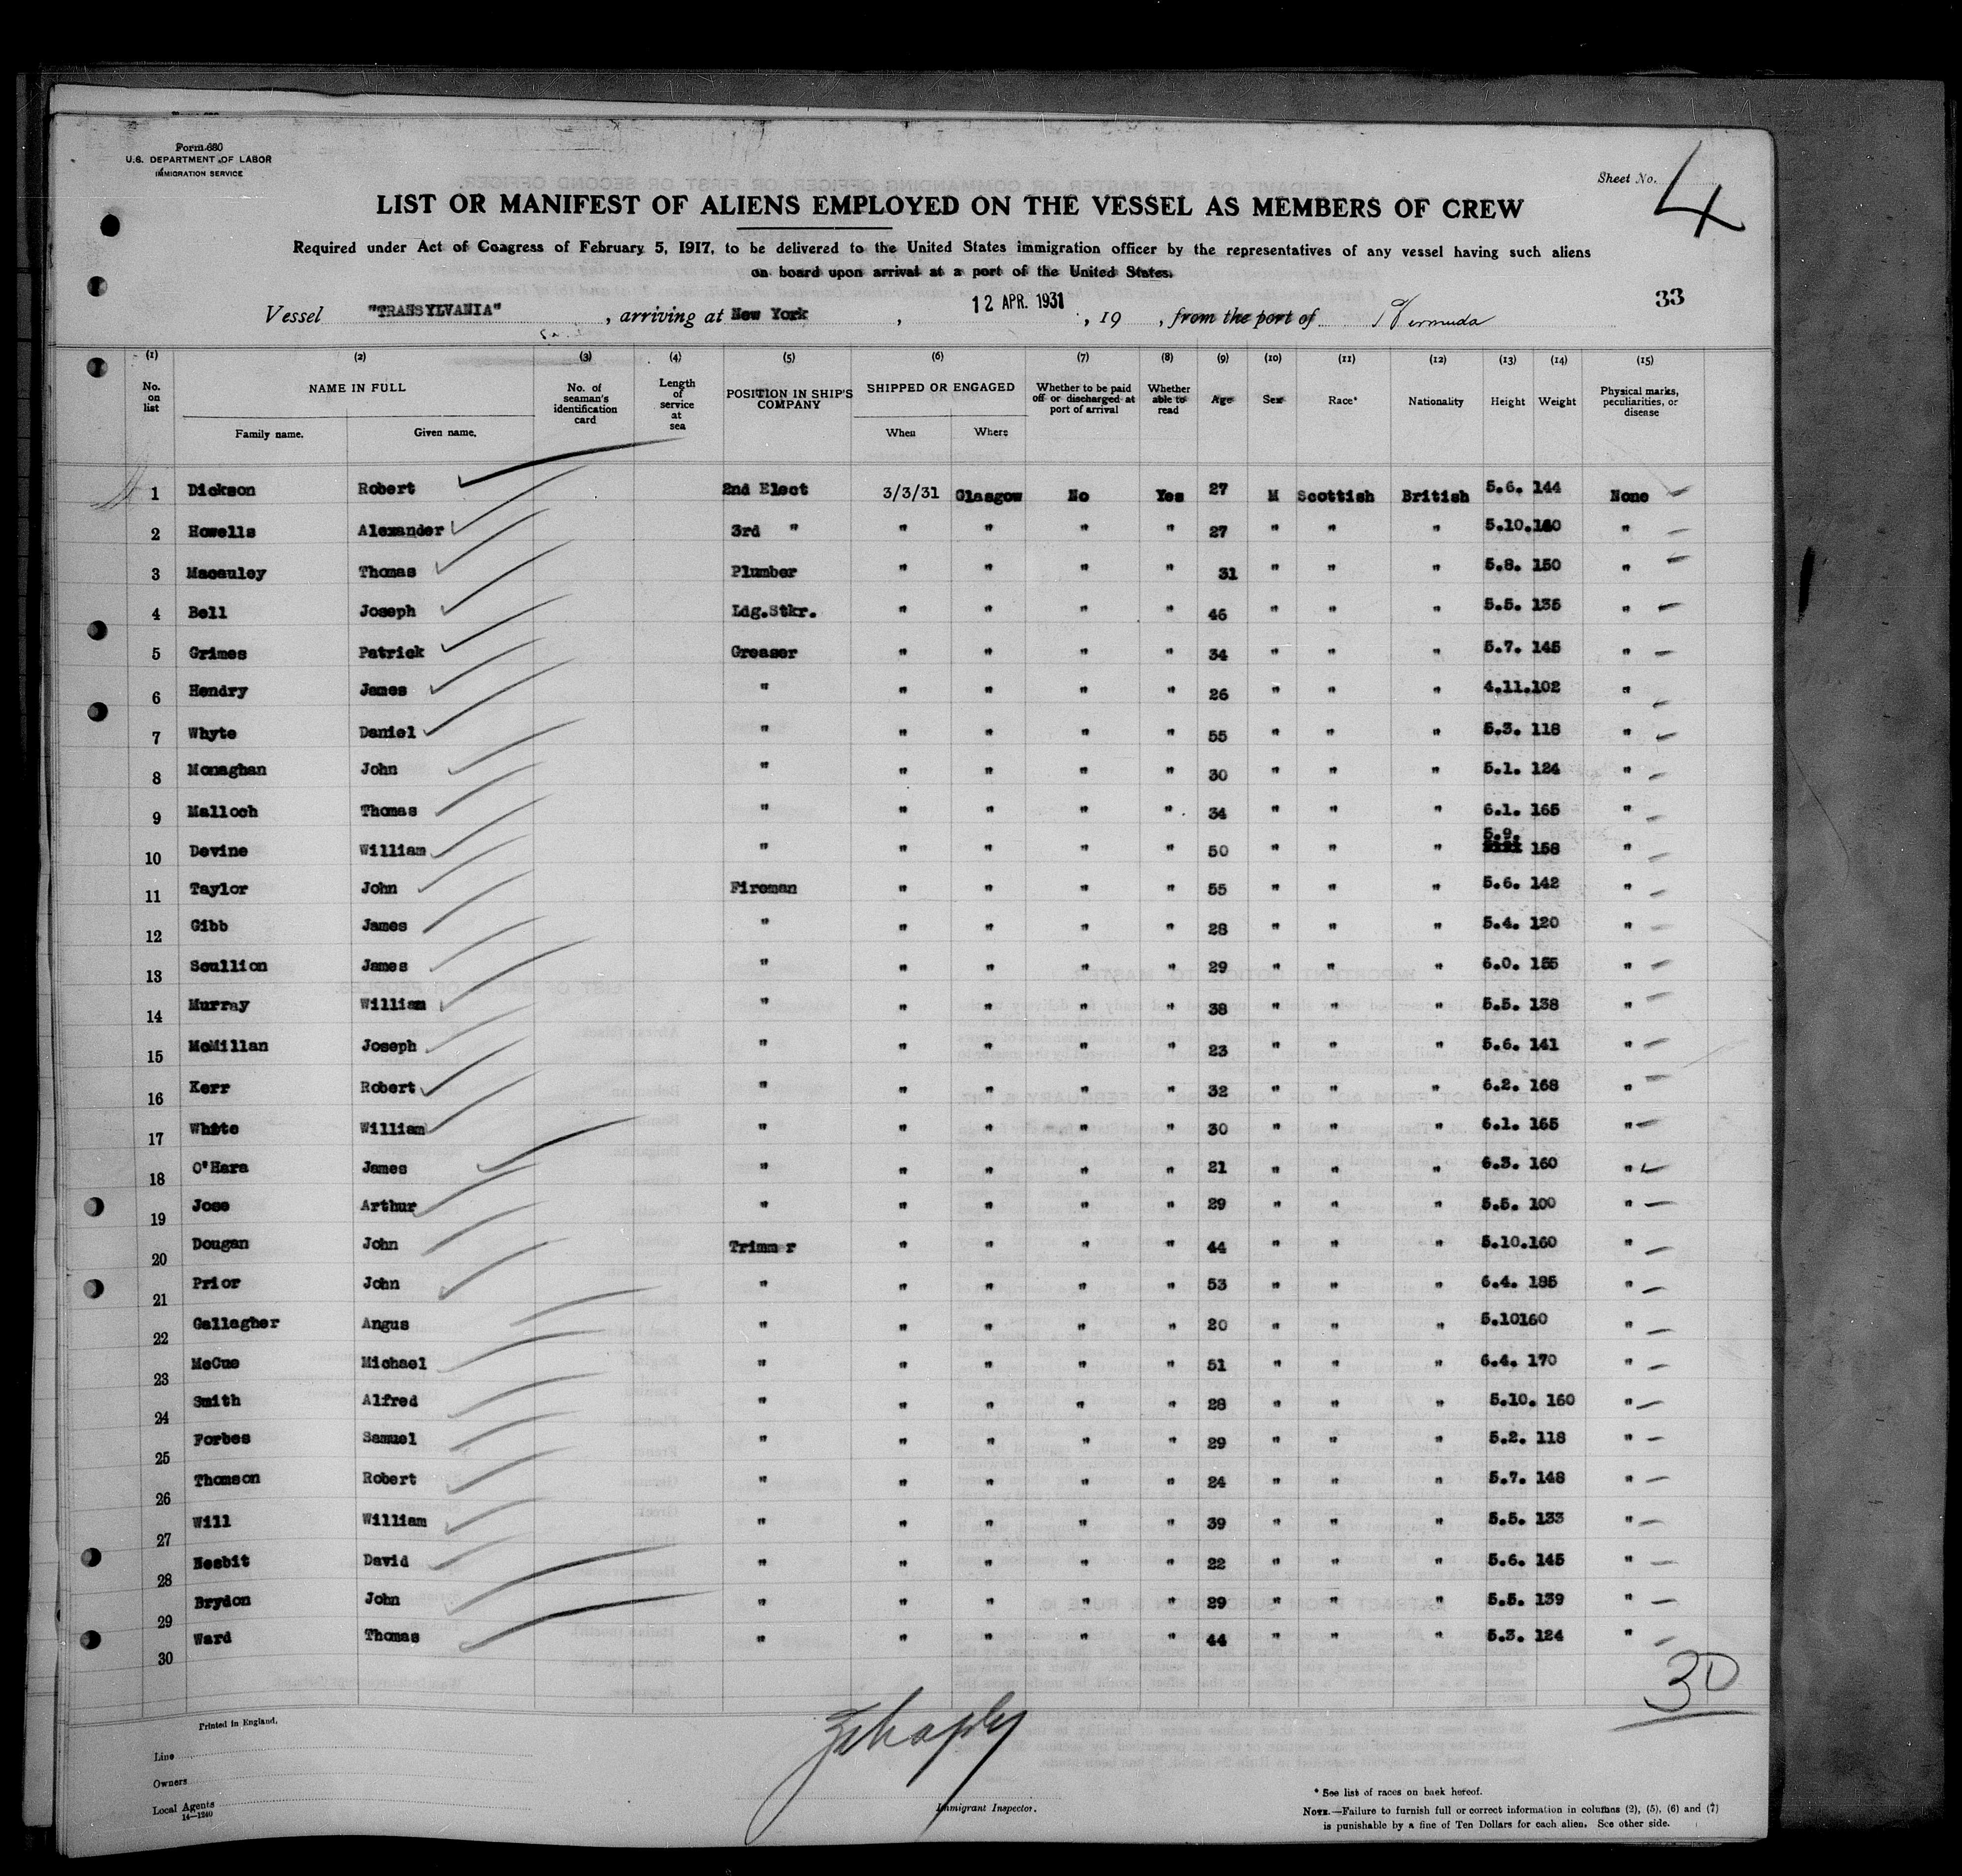 Form 680
U.S. DEPARTMENT OF LABOR
IMMIGRATION SERVICE
Sheet No. 4
LIST OR MANIFEST OF ALIENS EMPLOYED ON THE VESSEL AS MEMBERS OF CREW
Required under Act of Congress of February 5, 1917, to be delivered to the United States immigration officer by the representatives of any vessel having such aliens
on board upon arrival at a port of the United States.
33
Vessel "TRANSYLVANIA", arriving at New York, 12 APR. 1931, 19 , from the port of Bermuda
(1) (2) (3) (4) (5) (6) (7) (8) (9) (10) (11) (12) (13) (14) (15)
No. on list NAME IN FULL Family name. Given name. No. of seaman's identification card Length of service at sea POSITION IN SHIP'S COMPANY SHIPPED OR ENGAGED When Where Whether to be paid off or discharged at port of arrival Whether able to read Age Sex Race* Nationality Height Weight Physical marks, peculiarities, or disease
1 Dickson Robert 2nd Elect 3/3/31 Glasgow No Yes 27 M Scottish British 5.6. 144 None
2 Howells Alexander 3rd " " " " " 27 " " " 5.10.160 "
3 Macauley Thomas Plumber " " " " 31 " " " 5.8. 150 "
4 Bell Joseph Ldg.Stkr. " " " " 46 " " " 5.5. 135 "
5 Grimes Patrick Greaser " " " " 34 " " " 5.7. 145 "
6 Hendry James " " " " " 26 " " " 4.11.102 "
7 Whyte Daniel " " " " " 55 " " " 5.3. 118 "
8 Monaghan John " " " " " 30 " " " 5.1. 124 "
9 Malloch Thomas " " " " " 34 " " " 6.1. 165 "
10 Devine William " " " " " 50 " " " 5.9. 158 "
11 Taylor John Fireman " " " " 55 " " " 5.6. 142 "
12 Gibb James " " " " " 28 " " " 5.4. 120 "
13 Scullion James " " " " " 29 " " " 6.0. 155 "
14 Murray William " " " " " 38 " " " 5.5. 138 "
15 McMillan Joseph " " " " " 23 " " " 5.6. 141 "
16 Kerr Robert " " " " " 32 " " " 6.2. 168 "
17 White William " " " " " 30 " " " 6.1. 165 "
18 O'Hara James " " " " " 21 " " " 6.3. 160 "
19 Jose Arthur " " " " " 29 " " " 5.5. 100 "
20 Dougan John Trimm r " " " " 44 " " " 5.10.160 "
21 Prior John " " " " " 53 " " " 6.4. 185 "
22 Gallagher Angus " " " " " 20 " " " 5.10160 "
23 McCue Michael " " " " " 51 " " " 6.4. 170 "
24 Smith Alfred " " " " " 28 " " " 5.10. 160 "
25 Forbes Samuel " " " " " 29 " " " 5.2. 118 "
26 Thomson Robert " " " " " 24 " " " 5.7. 148 "
27 Will William " " " " " 39 " " " 5.5. 133 "
28 Nesbit David " " " " " 22 " " " 5.6. 145 "
29 Brydon John " " " " " 29 " " " 5.5. 139 "
30 Ward Thomas " " " " " 44 " " " 5.3. 124 "
30
Printed in England.
Line
Owners
Local Agents
14—1240
Immigrant Inspector.
* See list of races on back hereof.
NOTE.—Failure to furnish full or correct information in columns (2), (5), (6) and (7)
is punishable by a fine of Ten Dollars for each alien. See other side.